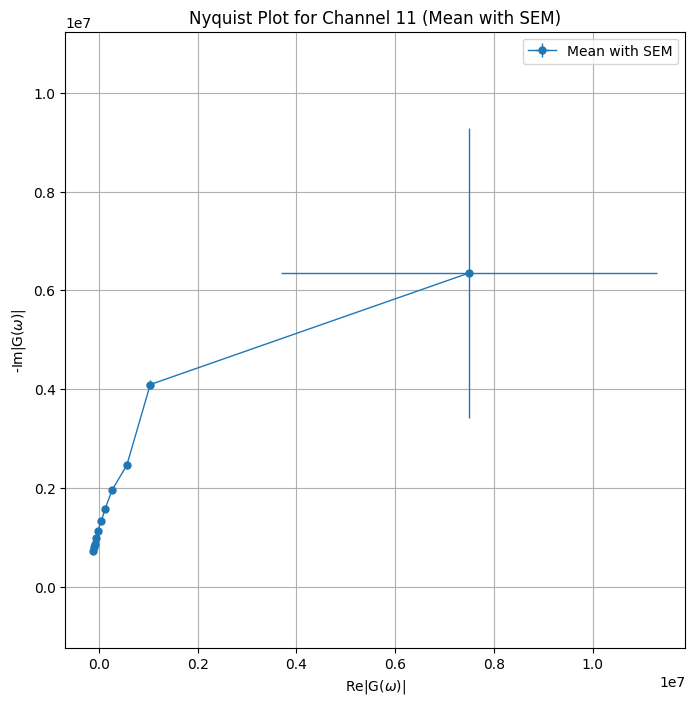 Nyquist Plot for Channel 11 (Mean with SEM)
1e7
Mean with SEM
1.0
0.8
0.6
0.4
0.2
0.0
-Im|G(ω)|
0.0 0.2 0.4 0.6 0.8 1.0
1e7
Re|G(ω)|